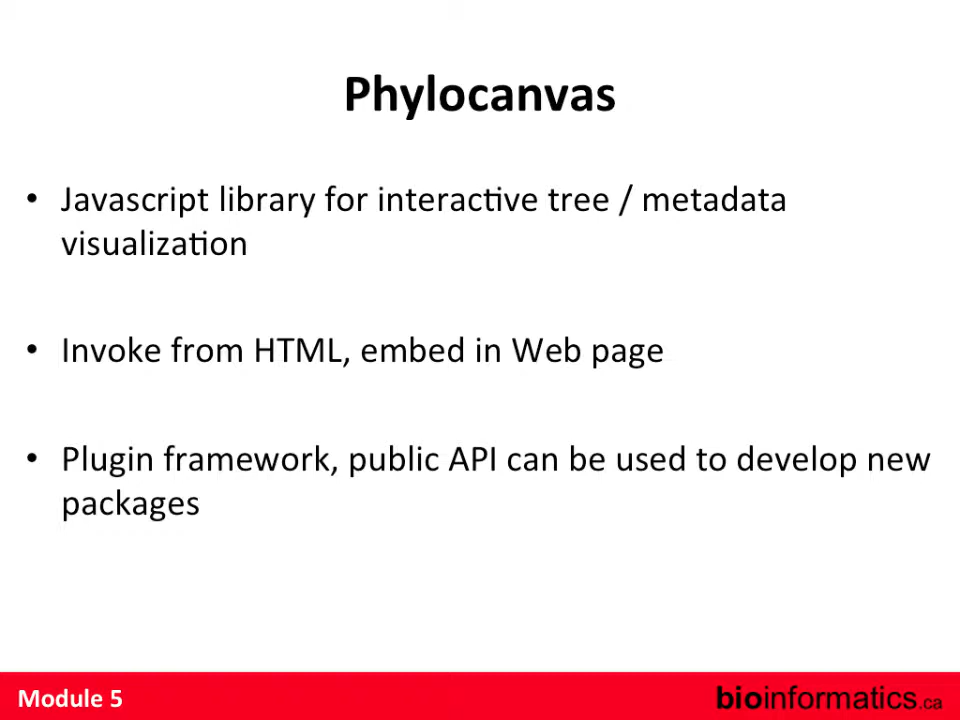 Phylocanvas
• Javascript library for interactive tree / metadata
visualization
• Invoke from HTML, embed in Web page
• Plugin framework, public API can be used to develop new
packages
Module 5
bioinformatics.ca